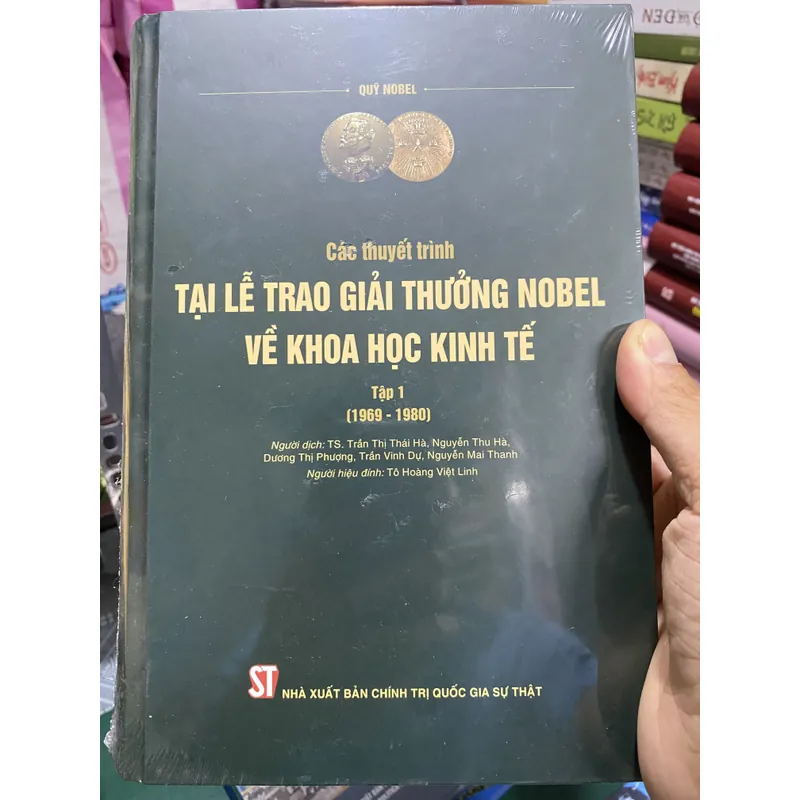 QUỸ NOBEL
Các thuyết trình
TẠI LỄ TRAO GIẢI THƯỞNG NOBEL
VỀ KHOA HỌC KINH TẾ
Tập 1
(1969 - 1980)
Người dịch: TS. Trần Thị Thái Hà, Nguyễn Thu Hà,
Dương Thị Phượng, Trần Vinh Dự, Nguyễn Mai Thanh
Người hiệu đính: Tô Hoàng Việt Linh
ST NHÀ XUẤT BẢN CHÍNH TRỊ QUỐC GIA SỰ THẬT